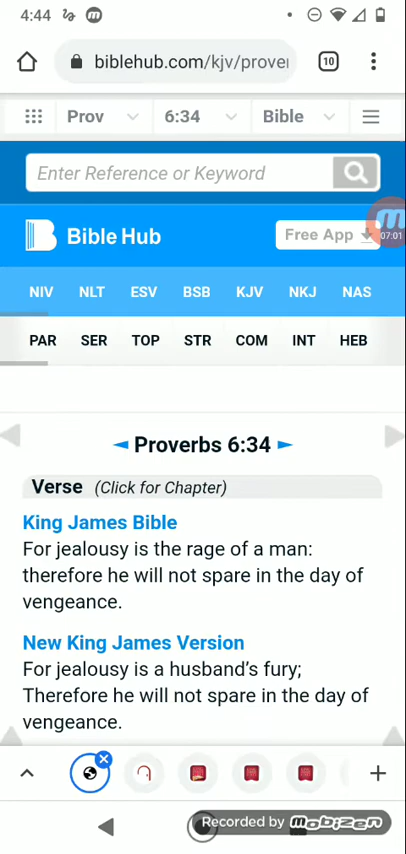 4:44
biblehub.com/kjv/prove
10
Prov 6:34 Bible
Enter Reference or Keyword
Bible Hub
Free App
07:01
NIV NLT ESV BSB KJV NKJ NAS
PAR SER TOP STR COM INT HEB
◄ Proverbs 6:34 ►
Verse (Click for Chapter)
King James Bible
For jealousy is the rage of a man:
therefore he will not spare in the day of
vengeance.
New King James Version
For jealousy is a husband’s fury;
Therefore he will not spare in the day of
vengeance.
Recorded by mobizen